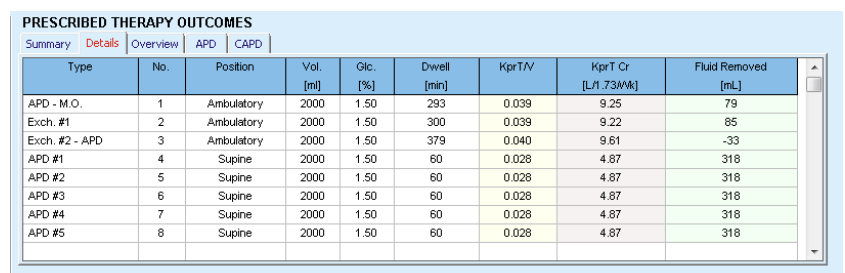 PRESCRIBED THERAPY OUTCOMES
Summary Details Overview APD CAPD
Type No. Position Vol. Glc. Dwell KprT/V KprT Cr Fluid Removed
[ml] [%] [min] [L/1.73/Wk] [mL]
APD - M.O. 1 Ambulatory 2000 1.50 293 0.039 9.25 79
Exch. #1 2 Ambulatory 2000 1.50 300 0.039 9.22 85
Exch. #2 - APD 3 Ambulatory 2000 1.50 379 0.040 9.61 -33
APD #1 4 Supine 2000 1.50 60 0.028 4.87 318
APD #2 5 Supine 2000 1.50 60 0.028 4.87 318
APD #3 6 Supine 2000 1.50 60 0.028 4.87 318
APD #4 7 Supine 2000 1.50 60 0.028 4.87 318
APD #5 8 Supine 2000 1.50 60 0.028 4.87 318